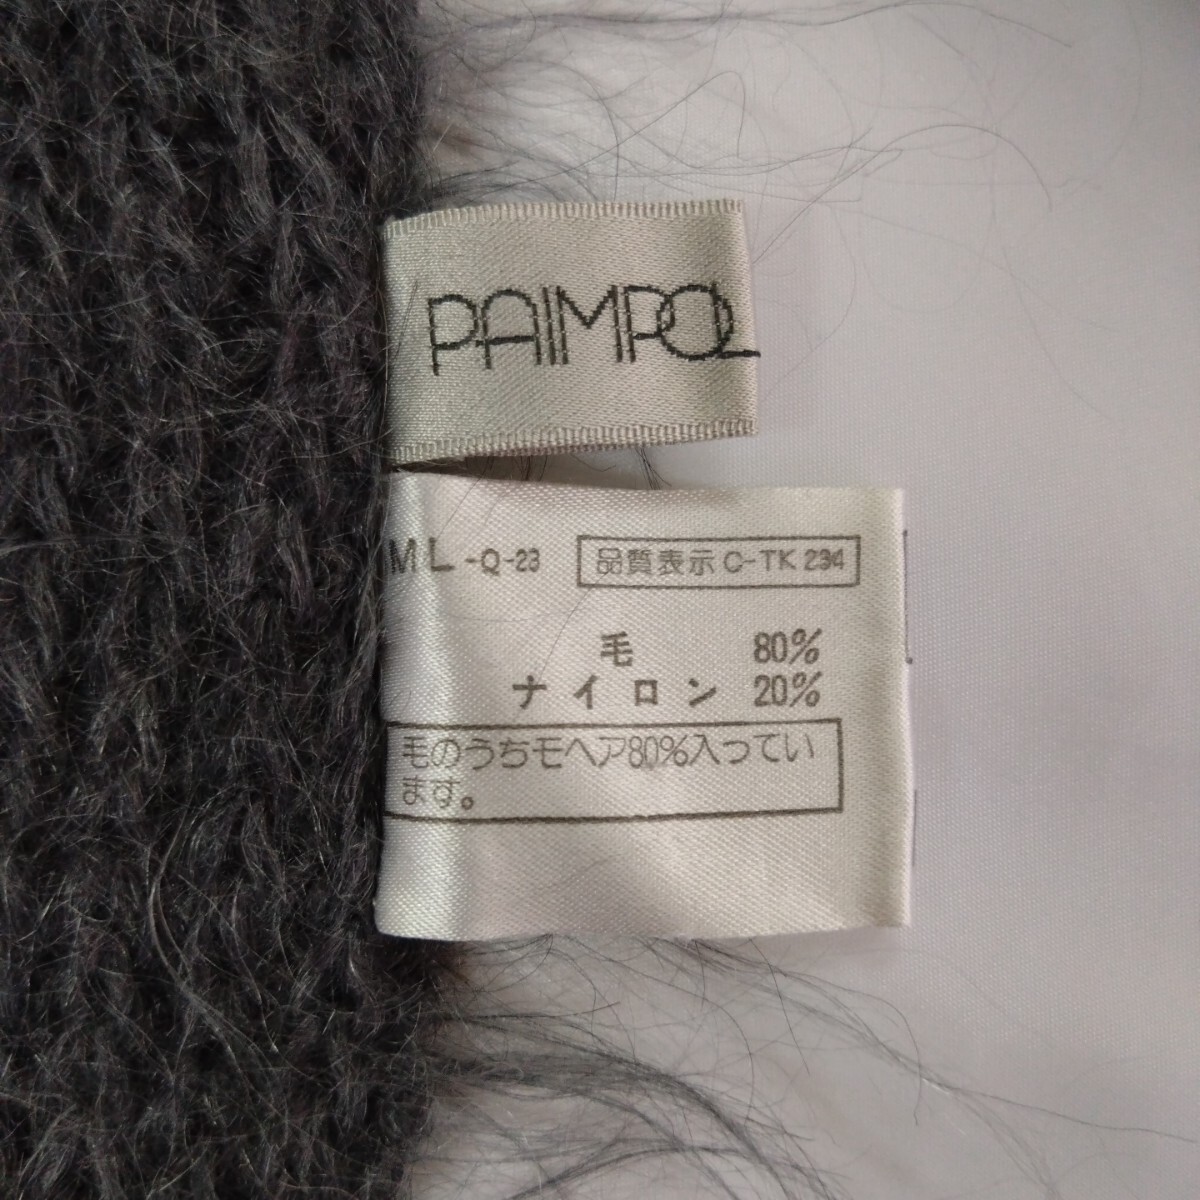 PAIMPOL
ML-Q-23 品質表示 C-TK 234
毛 80%
ナイロン 20%
毛のうちモヘア80%入ってい
ます。